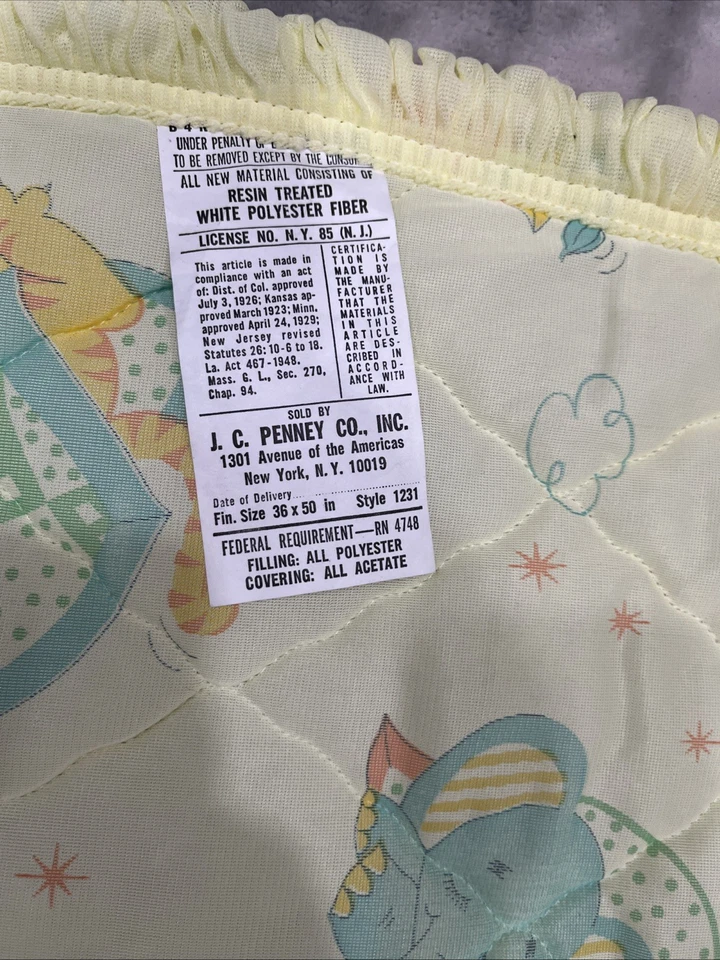 UNDER PENALTY OF
TO BE REMOVED EXCEPT BY THE CONSUM
ALL NEW MATERIAL CONSISTING OF
RESIN TREATED
WHITE POLYESTER FIBER
LICENSE NO. N.Y. 85 (N.J.)
This article is made in
compliance with an act
of: Dist. of Col. approved
July 3, 1926; Kansas ap-
proved March 1923; Minn.
approved April 24, 1929;
New Jersey revised
Statutes 26:10-6 to 18.
La. Act 467-1948.
Mass. G. L., Sec. 270,
Chap. 94.
CERTIFICA-
TION IS
MADE BY
THE MANU-
FACTURER
THAT THE
MATERIALS
IN THIS
ARTICLE
ARE DES-
CRIBED IN
ACCORD-
ANCE WITH
LAW.
SOLD BY
J. C. PENNEY CO., INC.
1301 Avenue of the Americas
New York, N. Y. 10019
Date of Delivery
Fin. Size 36 x 50 in Style 1231
FEDERAL REQUIREMENT—RN 4748
FILLING: ALL POLYESTER
COVERING: ALL ACETATE